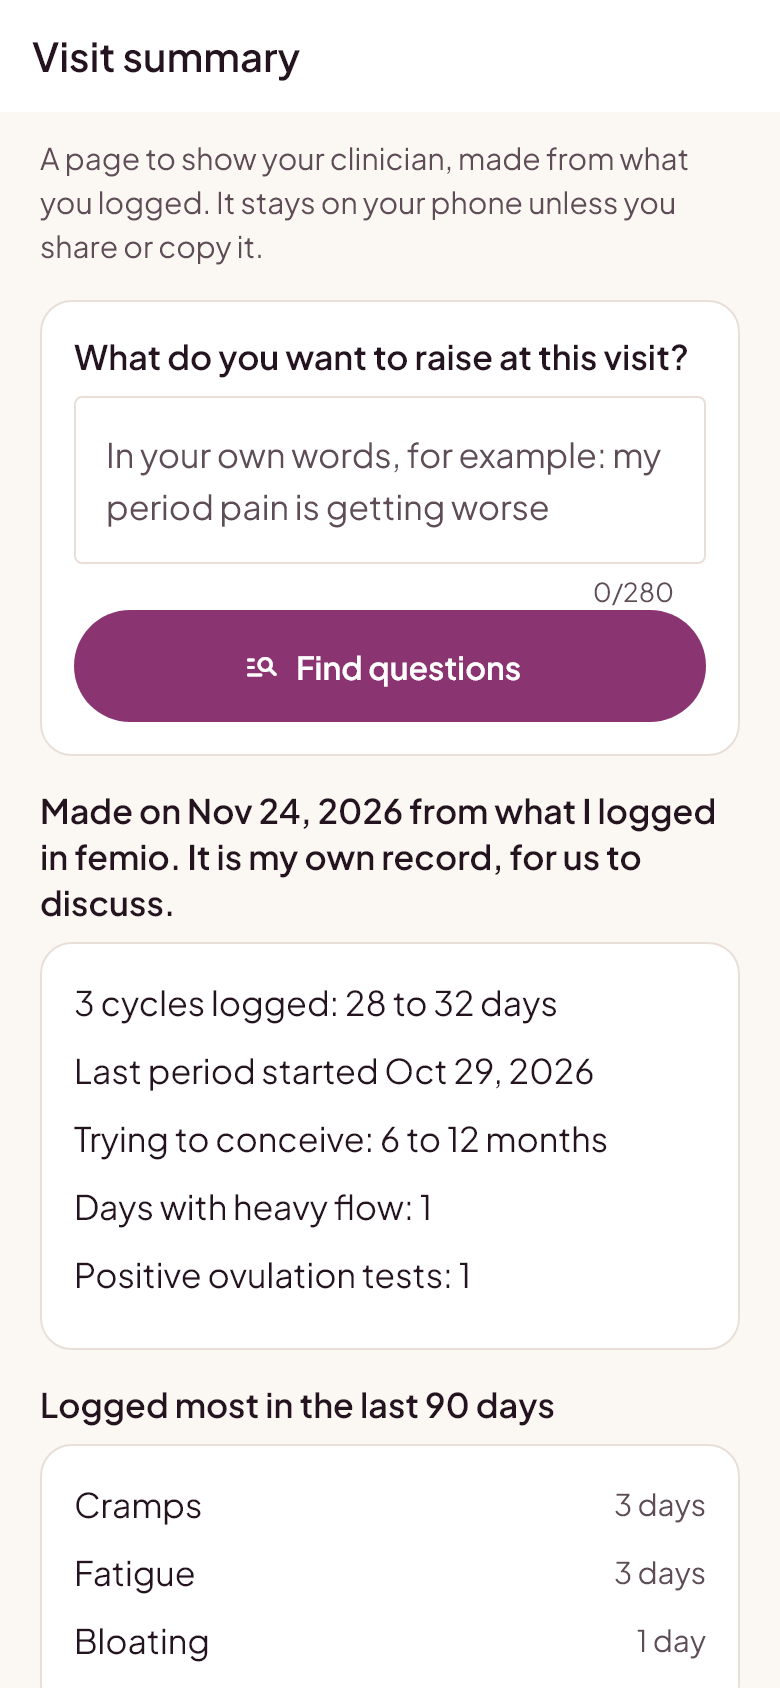 Visit summary
A page to show your clinician, made from what
you logged. It stays on your phone unless you
share or copy it.
What do you want to raise at this visit?
In your own words, for example: my
period pain is getting worse
0/280
Find questions
Made on Nov 24, 2026 from what I logged
in femio. It is my own record, for us to
discuss.
3 cycles logged: 28 to 32 days
Last period started Oct 29, 2026
Trying to conceive: 6 to 12 months
Days with heavy flow: 1
Positive ovulation tests: 1
Logged most in the last 90 days
Cramps 3 days
Fatigue 3 days
Bloating 1 day